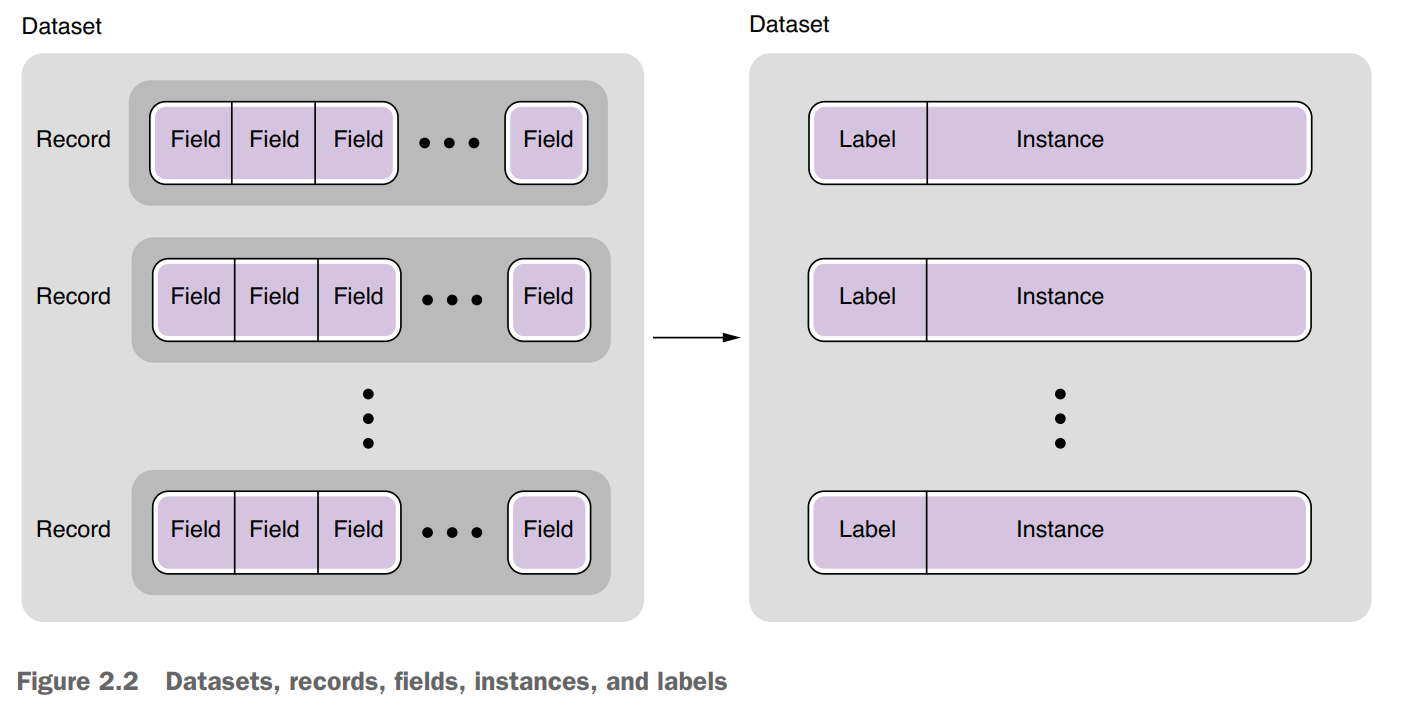 Dataset
Record Field Field Field Field
Record Field Field Field Field
Record Field Field Field Field
Dataset
Label Instance
Label Instance
Label Instance
Figure 2.2 Datasets, records, fields, instances, and labels